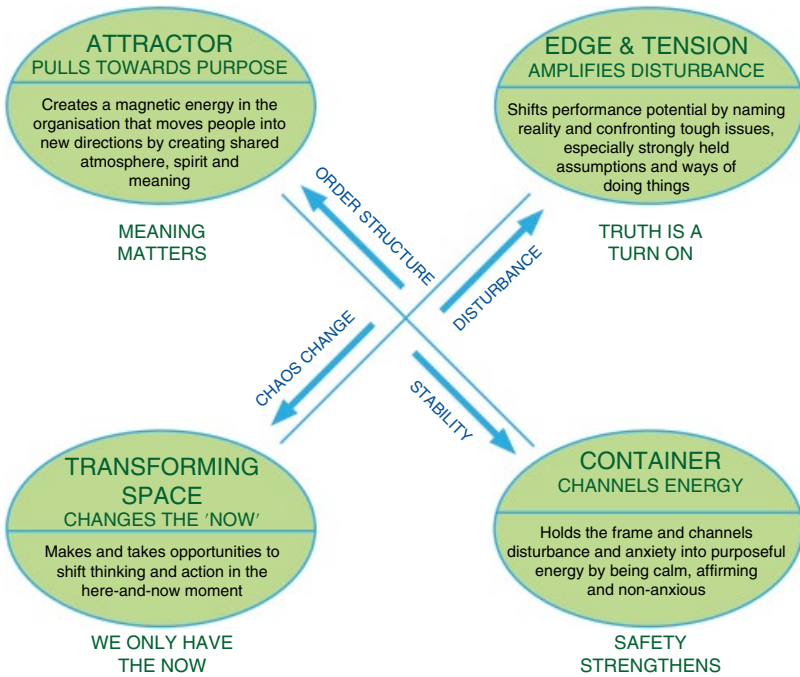 ATTRACTOR
PULLS TOWARDS PURPOSE
Creates a magnetic energy in the
organisation that moves people into
new directions by creating shared
atmosphere, spirit and
meaning
MEANING
MATTERS
EDGE & TENSION
AMPLIFIES DISTURBANCE
Shifts performance potential by naming
reality and confronting tough issues,
especially strongly held
assumptions and ways of
doing things
TRUTH IS A
TURN ON
ORDER STRUCTURE
DISTURBANCE
CHAOS CHANGE
STABILITY
TRANSFORMING
SPACE
CHANGES THE 'NOW'
Makes and takes opportunities to
shift thinking and action in the
here-and-now moment
WE ONLY HAVE
THE NOW
CONTAINER
CHANNELS ENERGY
Holds the frame and channels
disturbance and anxiety into purposeful
energy by being calm, affirming
and non-anxious
SAFETY
STRENGTHENS